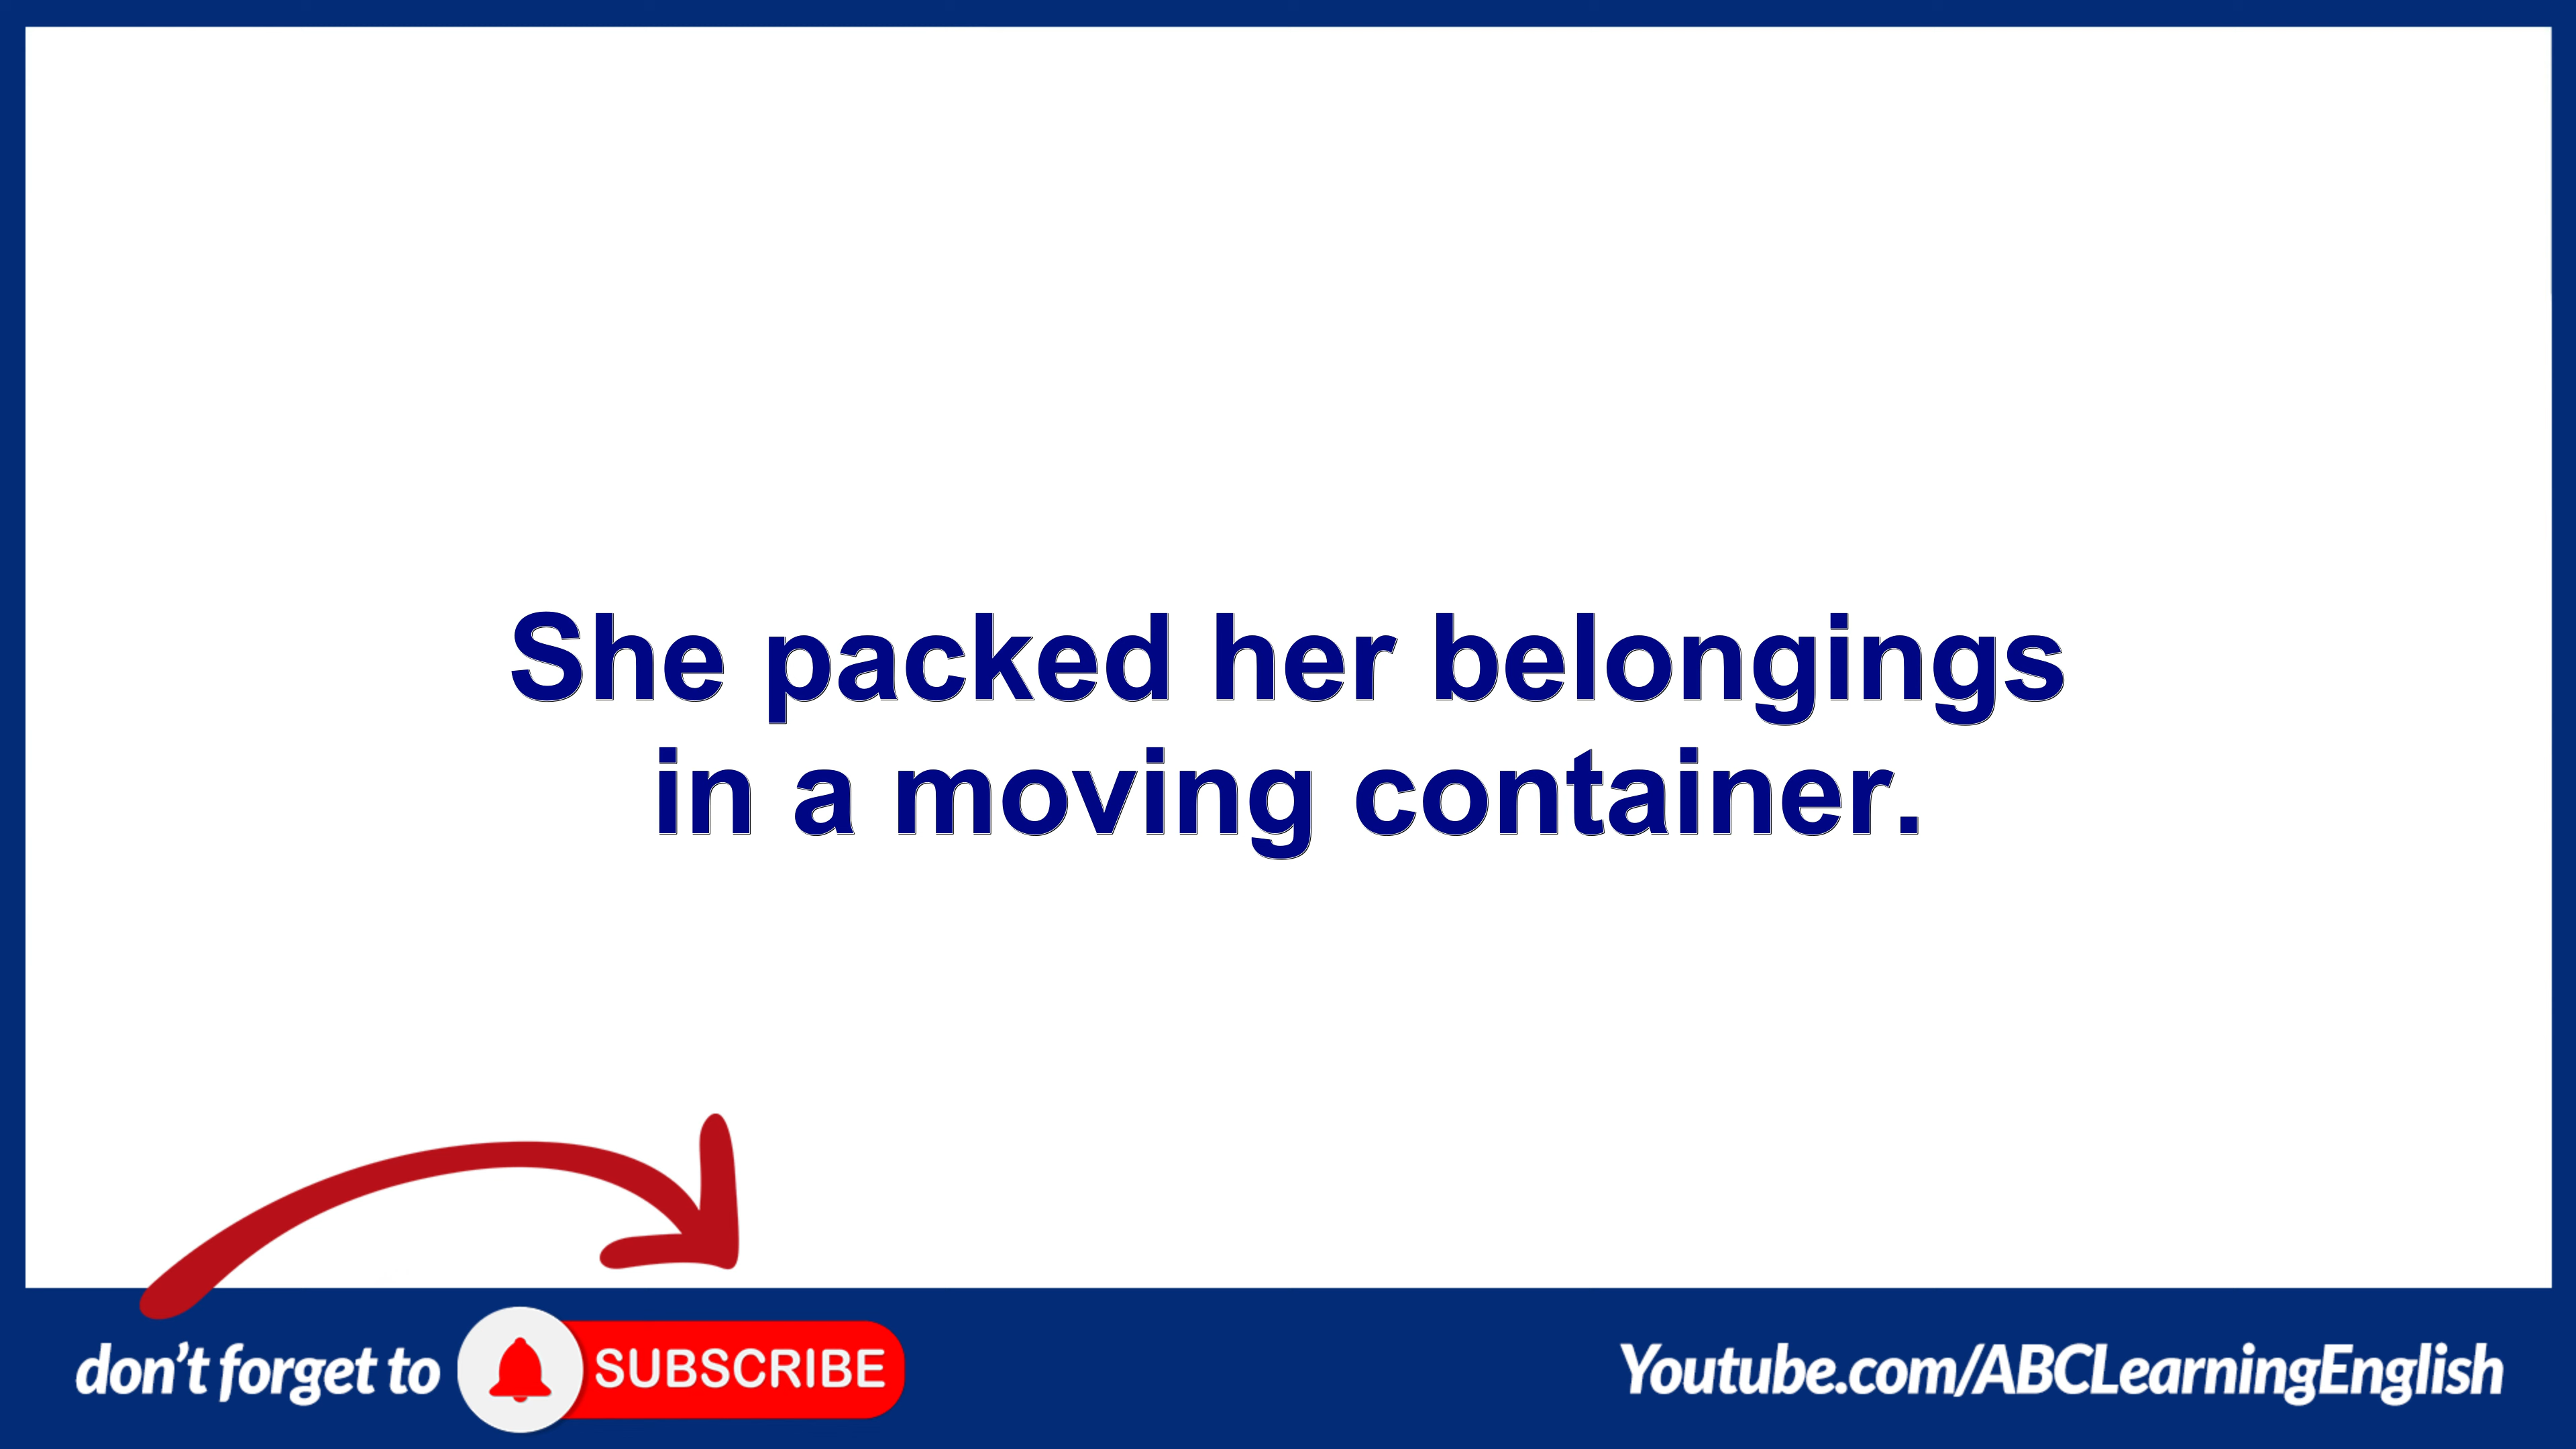 She packed her belongings
in a moving container.
don't forget to SUBSCRIBE
Youtube.com/ABCLearningEnglish